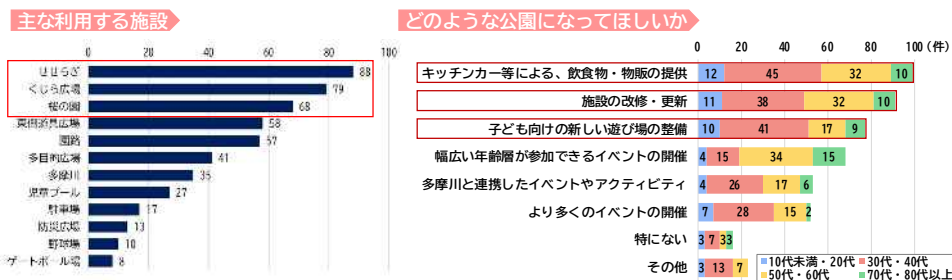 主な利用する施設
0 20 40 60 80 100
せせらぎ 88
くじら広場 79
桜の園 68
東側遊具広場 58
園路 57
多目的広場 41
多摩川 35
児童プール 27
駐車場 17
防災広場 13
野球場 10
ゲートボール場 8
どのような公園になってほしいか
0 20 40 60 80 100(件)
キッチンカー等による、飲食物・物販の提供 12 45 32 10
施設の改修・更新 11 38 32 10
子ども向けの新しい遊び場の整備 10 41 17 9
幅広い年齢層が参加できるイベントの開催 4 15 34 15
多摩川と連携したイベントやアクティビティ 4 26 17 6
より多くのイベントの開催 7 28 15 2
特にない 3 7 3 3
その他 3 13 7
10代未満・20代 30代・40代
50代・60代 70代・80代以上